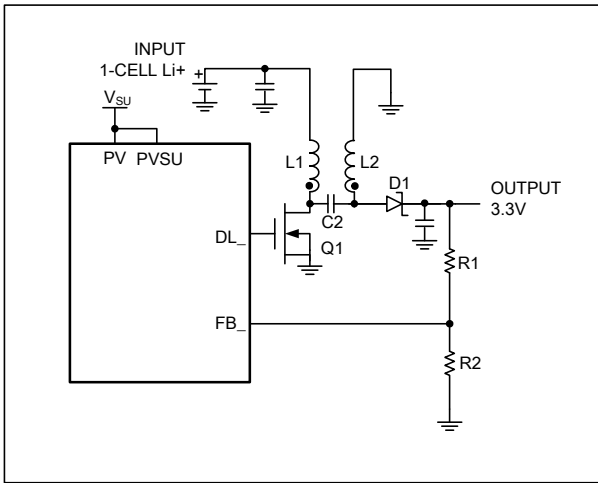 INPUT
1-CELL Li+
+
VSU
PV PVSU
L1
L2
D1
OUTPUT
3.3V
C2
DL_
Q1
R1
FB_
R2